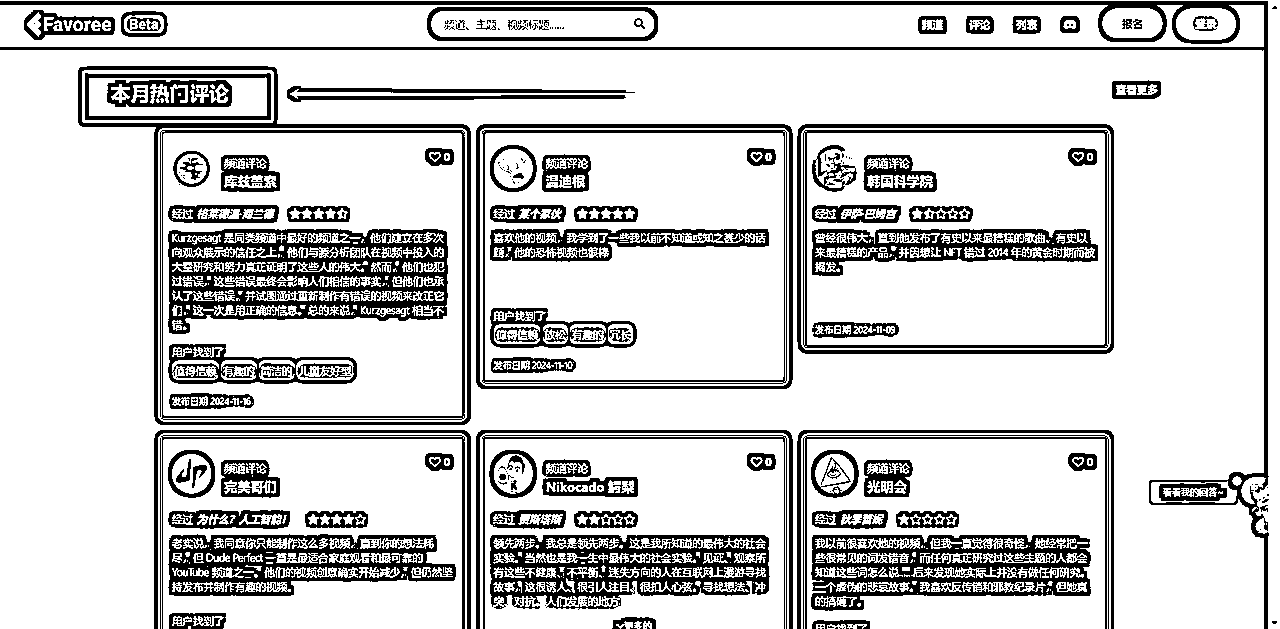 Favoree Beta
频道、主题、视频标题......
频道 评论 列表 报名 登录
本月热门评论
查看更多
频道评论
库兹盖索
0
经过 格莱德温·海兰德
Kurzgesagt 是同类频道中最好的频道之一，他们建立在多次
向观众展示的信任之上，他们与源分析团队在视频中投入的
大量研究和努力真正证明了这些人的伟大。然而，他们也犯
过错误，这些错误最终会影响人们相信的事实，但他们也承
认了这些错误，并试图通过重新制作有错误的视频来改正它
们，这一次是用正确的信息。总的来说，Kurzgesagt 相当不
错。
用户找到了
值得信赖 有趣的 简洁的 儿童友好型
发布日期 2024-11-16
频道评论
温迪根
0
经过 某个家伙
喜欢他的视频，我学到了一些我以前不知道或知之甚少的话
题，他的恐怖视频也很棒
用户找到了
值得信赖 放松 有趣的 冗长
发布日期 2024-11-10
频道评论
韩国科学院
0
经过 伊萨·巴姆吉
曾经很伟大，直到他发布了有史以来最糟糕的歌曲、有史以
来最糟糕的产品，并因想让 NFT 错过 2014 年的黄金时期而被
揭发。
发布日期 2024-11-09
频道评论
完美哥们
0
经过 为什么？人工智能！
老实说，我同意你只能制作这么多视频，直到你的想法耗
尽，但 Dude Perfect 一直是最适合家庭观看和最可靠的
YouTube 频道之一。他们的视频创意确实开始减少，但仍然坚
持发布并制作有趣的视频。
用户找到了
频道评论
Nikocado 鳄梨
0
经过 贾斯塔斯
领先两步。我总是领先两步。这是我所知道的最伟大的社会
实验。当然也是我一生中最伟大的社会实验。见证、观察所
有这些不健康、不平衡、迷失方向的人在互联网上漫游寻找
故事，这很诱人，很引人注目，很扣人心弦。寻找想法、冲
突、对抗。人们发展的地方
更多的
频道评论
光明会
0
经过 秋季普妮
我以前很喜欢她的视频，但我一直觉得很奇怪，她经常把一
些很常见的词发错音，而任何真正研究过这些主题的人都会
知道这些词怎么说……后来发现她实际上并没有做任何研究。
一个虚伪的悲哀故事。我喜欢反传销和邪教纪录片，但她真
的搞砸了。
用户找到了
看看我的回答~